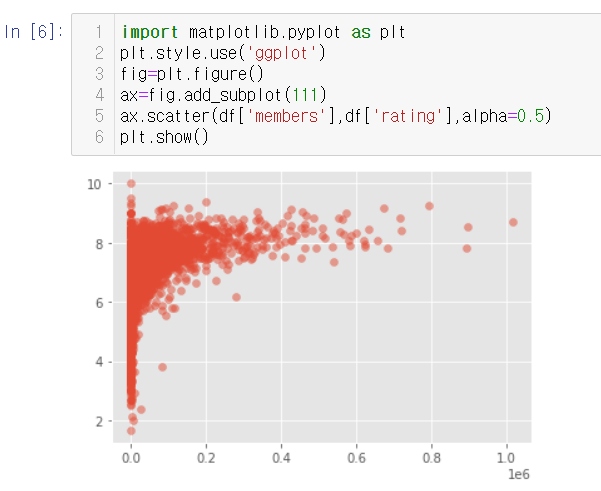 In [6]:
1 import matplotlib.pyplot as plt
2 plt.style.use('ggplot')
3 fig=plt.figure()
4 ax=fig.add_subplot(111)
5 ax.scatter(df['members'],df['rating'],alpha=0.5)
6 plt.show()
10
8
6
4
2
0.0 0.2 0.4 0.6 0.8 1.0
1e6